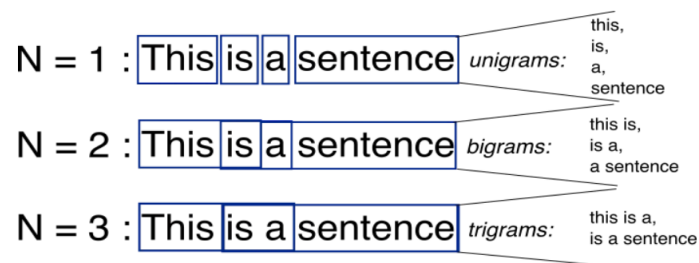 N = 1 : This is a sentence unigrams:
this,
is,
a,
sentence
N = 2 : This is a sentence bigrams:
this is,
is a,
a sentence
N = 3 : This is a sentence trigrams:
this is a,
is a sentence